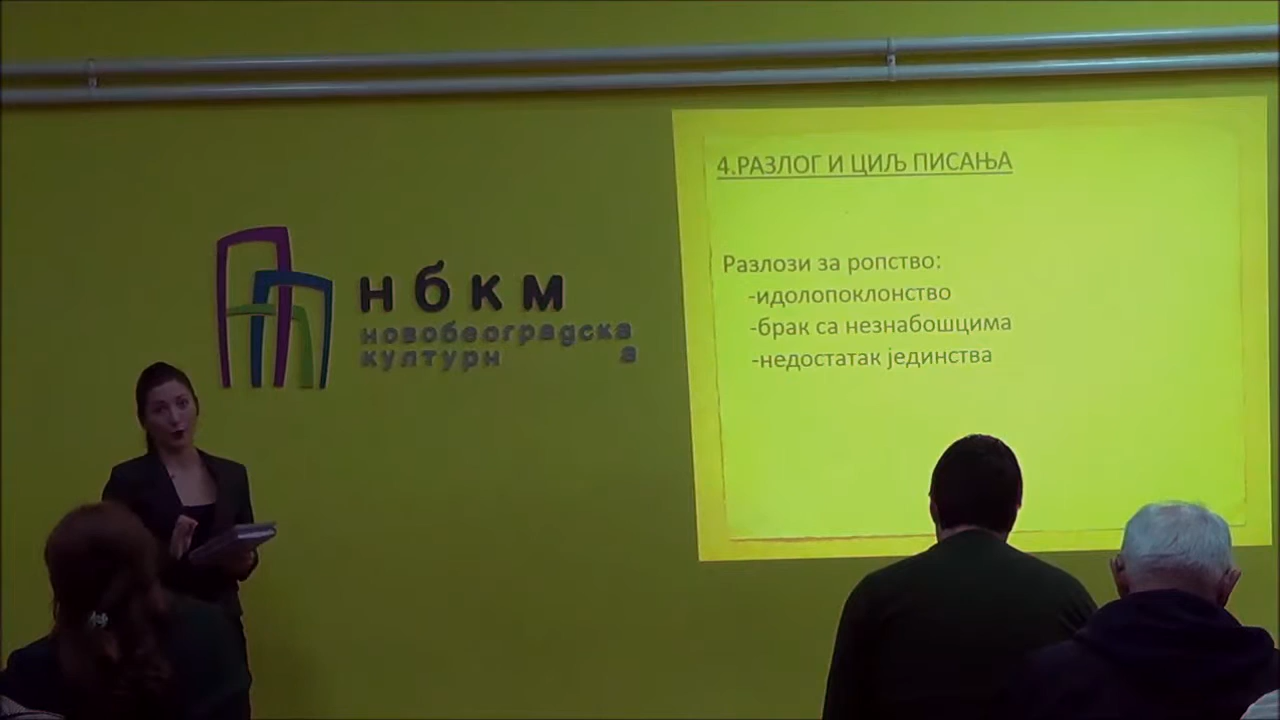 4.РАЗЛОГ И ЦИЉ ПИСАЊА
Разлози за ропство:
-идолопоклонство
-брак са незнабошцима
-недостатак јединства
нбкм
новобеоградска
културн а